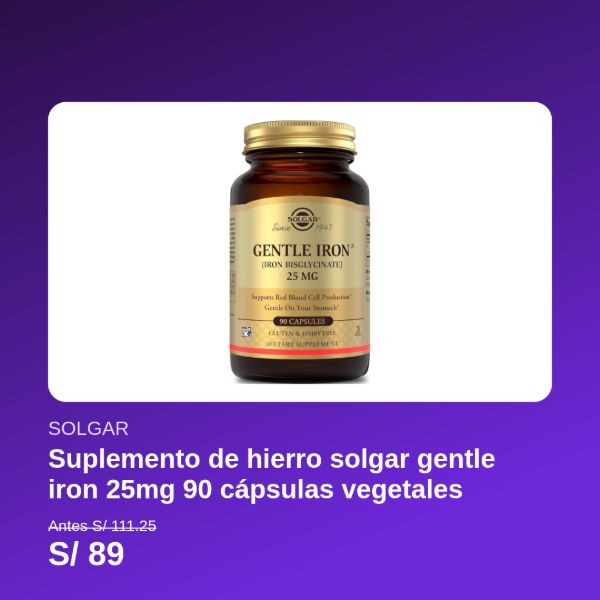 SOLGAR®
Since 1947
GENTLE IRON®
(IRON BISGLYCINATE)
25 MG
Supports Red Blood Cell Production*
Gentle On Your Stomach*
90 CAPSULES
GLUTEN & DAIRY FREE
DIETARY SUPPLEMENT
SOLGAR
Suplemento de hierro solgar gentle
iron 25mg 90 cápsulas vegetales
Antes S/ 111.25
S/ 89